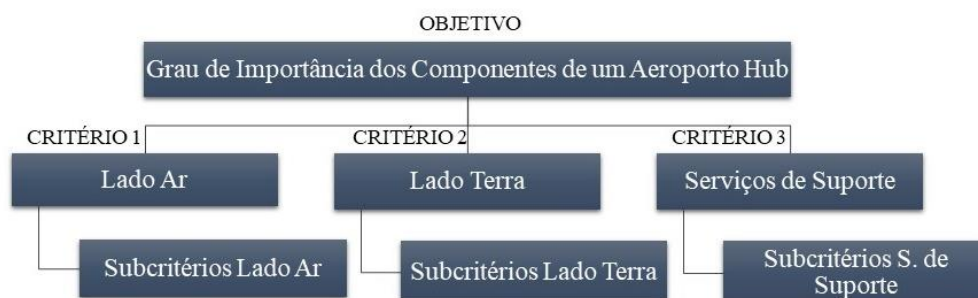 OBJETIVO
Grau de Importância dos Componentes de um Aeroporto Hub
CRITÉRIO 1
CRITÉRIO 2
CRITÉRIO 3
Lado Ar
Lado Terra
Serviços de Suporte
Subcritérios Lado Ar
Subcritérios Lado Terra
Subcritérios S. de
Suporte